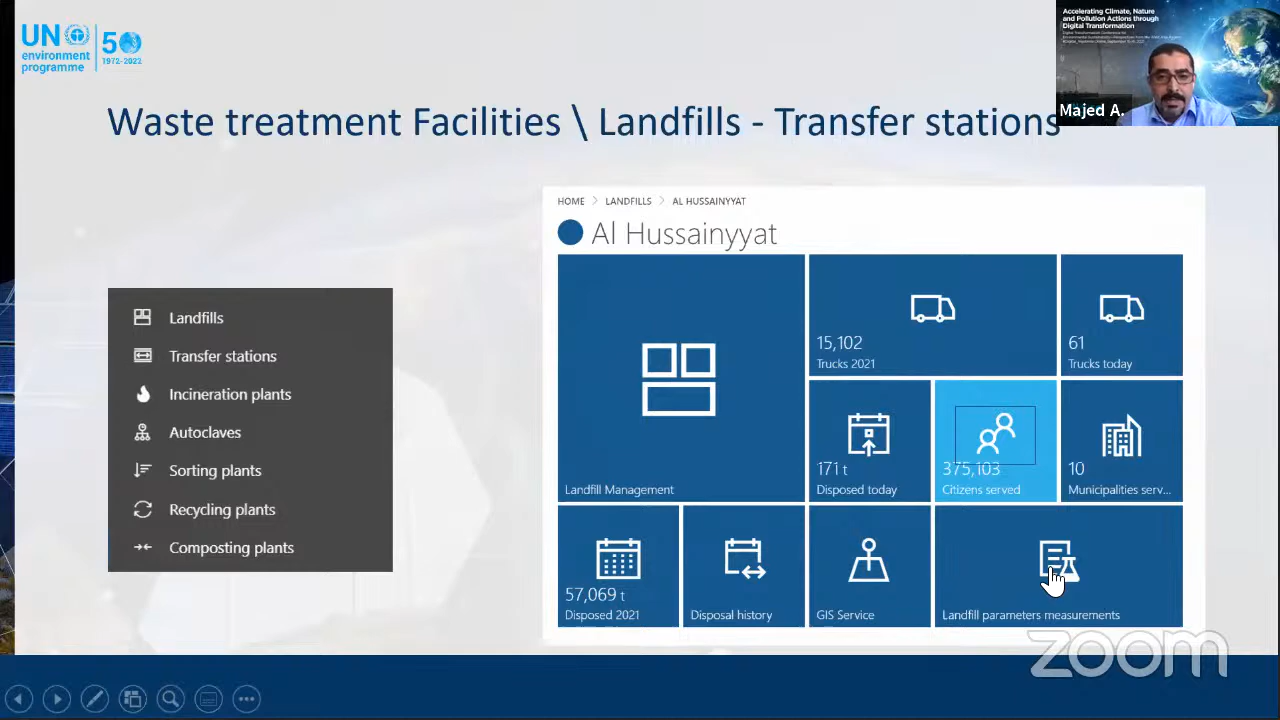 UN
environment
programme
50
1972-2022
Accelerating Climate, Nature
and Pollution Actions through
Digital Transformation
Majed A.
Waste treatment Facilities \ Landfills - Transfer stations
Landfills
Transfer stations
Incineration plants
Autoclaves
Sorting plants
Recycling plants
Composting plants
HOME > LANDFILLS > AL HUSSAINYYAT
Al Hussainyyat
Landfill Management
15,102
Trucks 2021
61
Trucks today
171 t
Disposed today
375,103
Citizens served
10
Municipalities serv...
57,069 t
Disposed 2021
Disposal history
GIS Service
Landfill parameters measurements
zoom